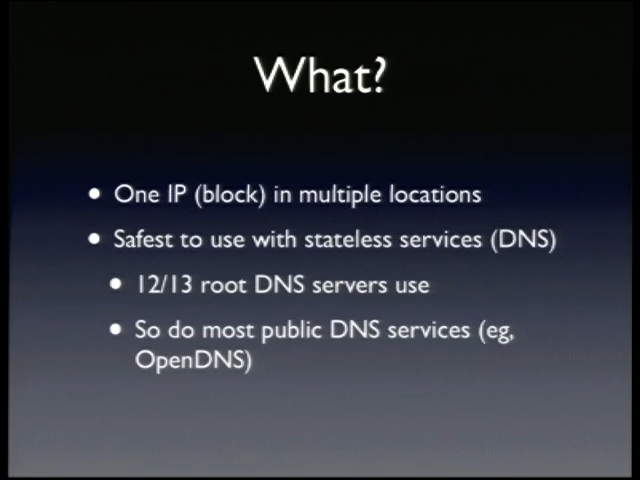 What?
• One IP (block) in multiple locations
• Safest to use with stateless services (DNS)
• 12/13 root DNS servers use
• So do most public DNS services (eg,
OpenDNS)